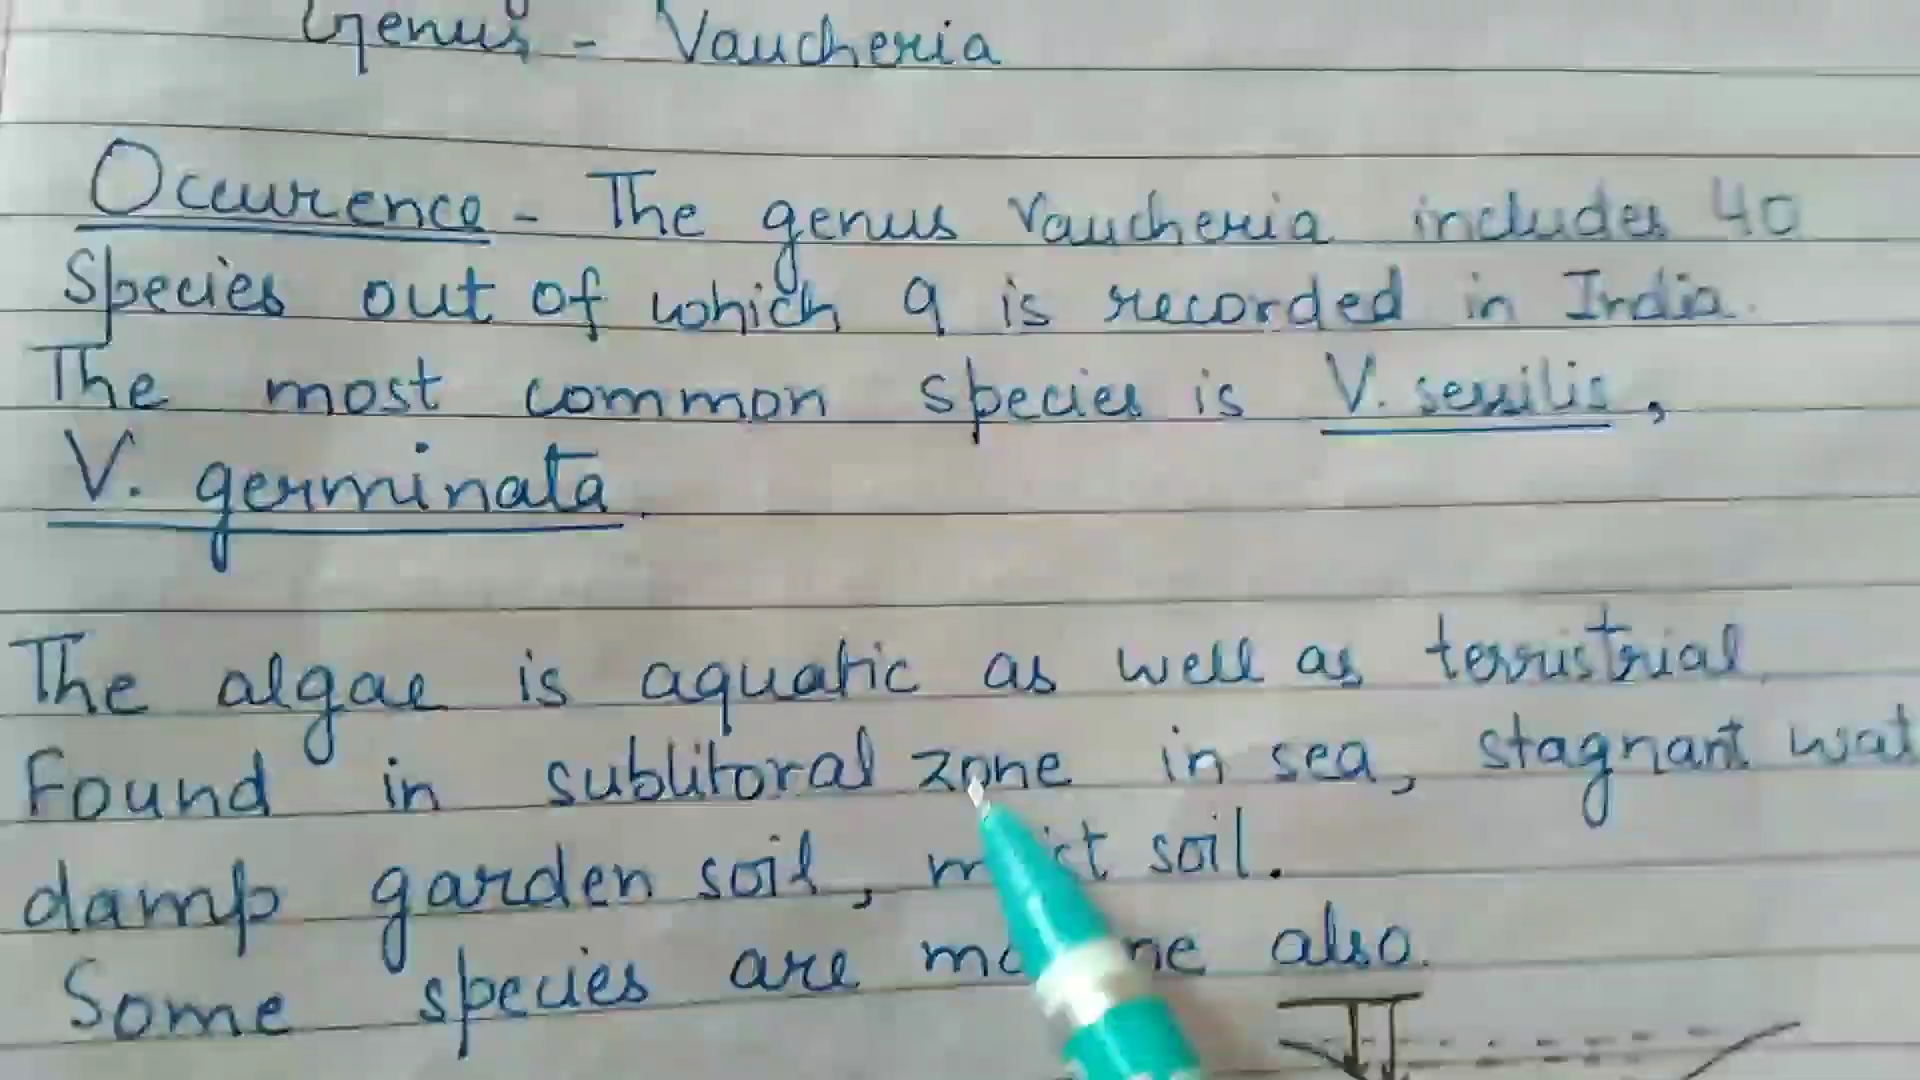 Genus - Vaucheria
Occurence - The genus Vaucheria includes 40
Species out of which 9 is recorded in India.
The most common species is V. sessilis,
V. germinata.
The algae is aquatic as well as terristrial.
Found in sublitoral zone in sea, stagnant wat
damp garden soil, soil.
Some species are also.